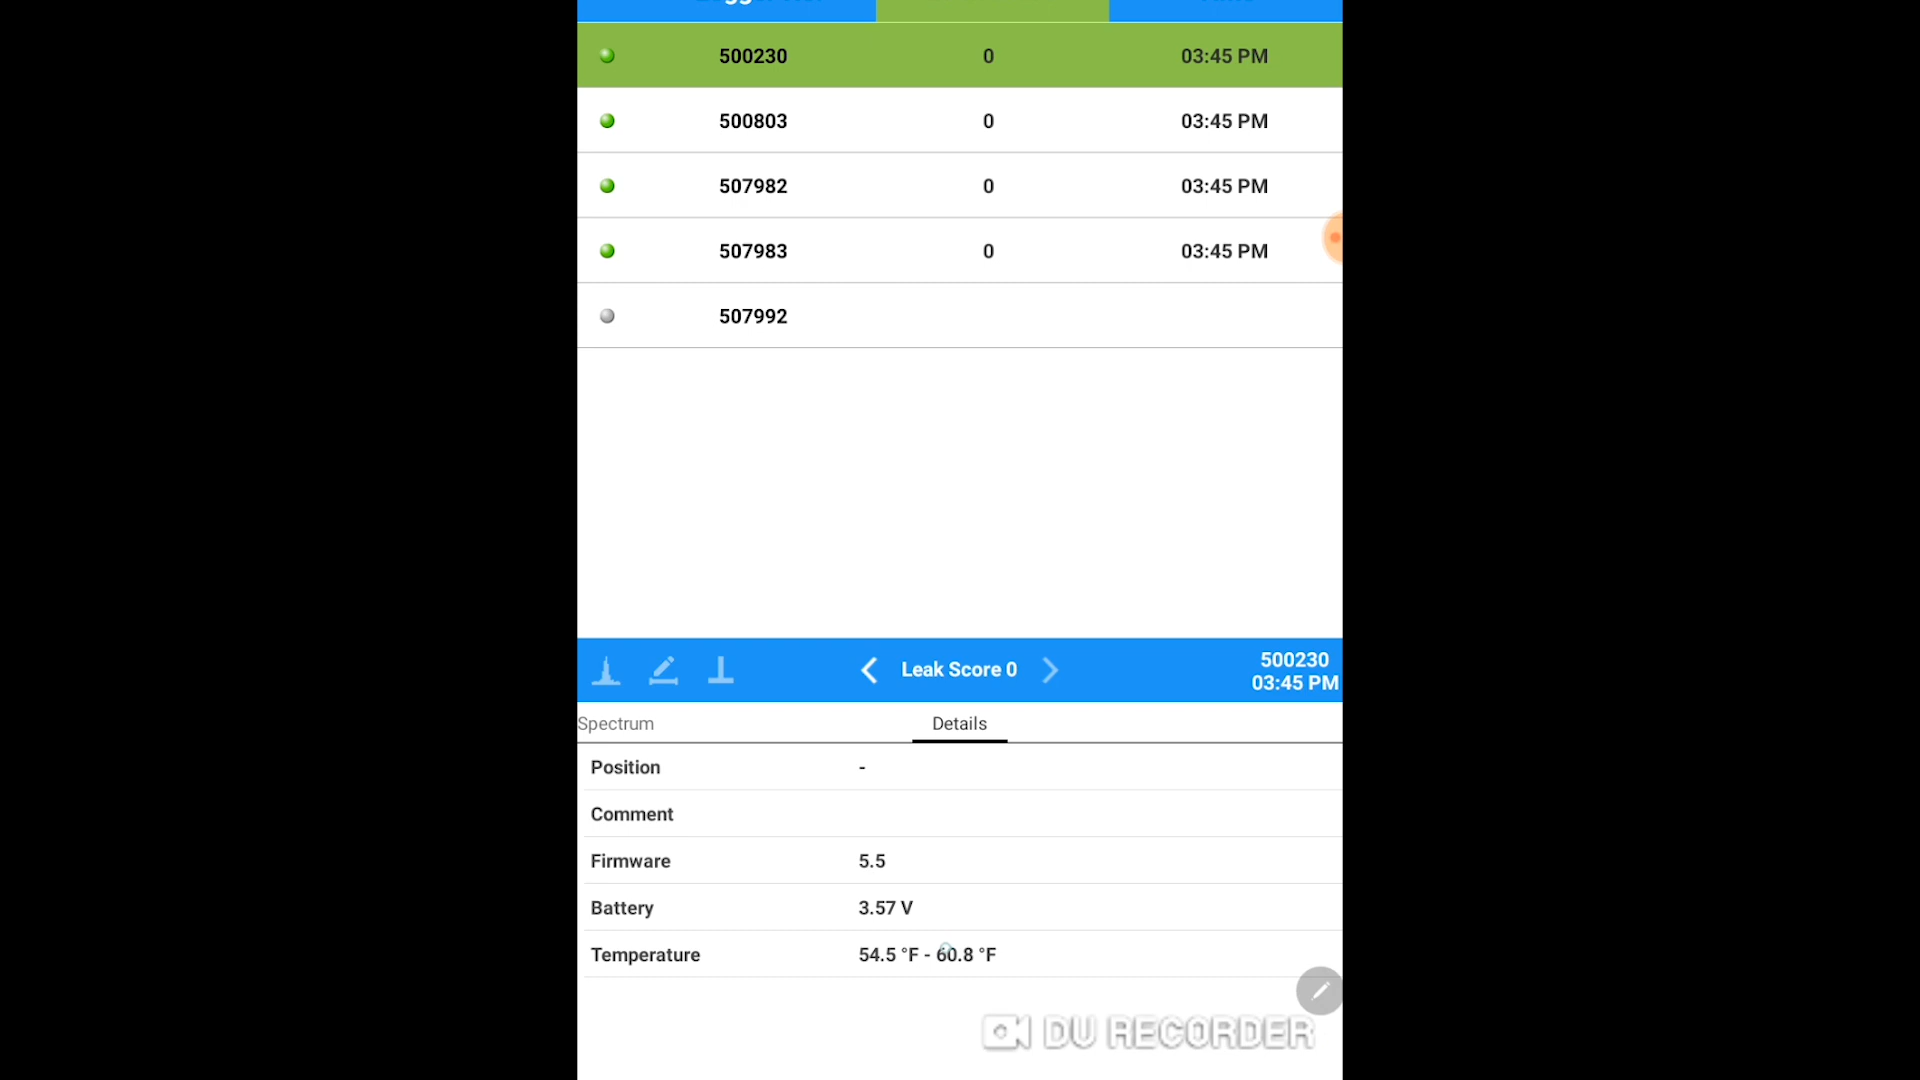 500230 0 03:45 PM
500803 0 03:45 PM
507982 0 03:45 PM
507983 0 03:45 PM
507992
Leak Score 0
500230
03:45 PM
Spectrum Details
Position -
Comment
Firmware 5.5
Battery 3.57 V
Temperature 54.5 °F - 60.8 °F
DU RECORDER